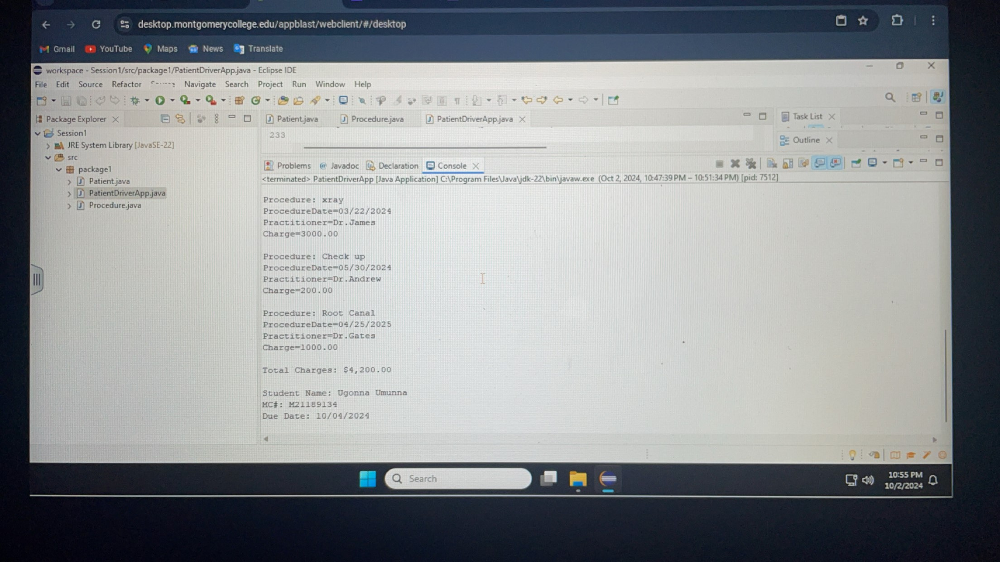 desktop.montgomerycollege.edu/appblast/webclient/#/desktop
Gmail YouTube Maps News Translate
workspace - Session1/src/package1/PatientDriverApp.java - Eclipse IDE
File Edit Source Refactor Navigate Search Project Run Window Help
Package Explorer
Patient.java Procedure.java PatientDriverApp.java
Task List
Session1
233
JRE System Library [JavaSE-22]
Outline
src
Problems Javadoc Declaration Console
package1
<terminated> PatientDriverApp [Java Application] C:\Program Files\Java\jdk-22\bin\javaw.exe (Oct 2, 2024, 10:47:39 PM – 10:51:34 PM) [pid: 7512]
Patient.java
PatientDriverApp.java
Procedure.java
Procedure: xray
ProcedureDate=03/22/2024
Practitioner=Dr.James
Charge=3000.00
Procedure: Check up
ProcedureDate=05/30/2024
Practitioner=Dr.Andrew
Charge=200.00
Procedure: Root Canal
ProcedureDate=04/25/2025
Practitioner=Dr.Gates
Charge=1000.00
Total Charges: $4,200.00
Student Name: Ugonna Umunna
MC#: M21189134
Due Date: 10/04/2024
Search
10:55 PM
10/2/2024